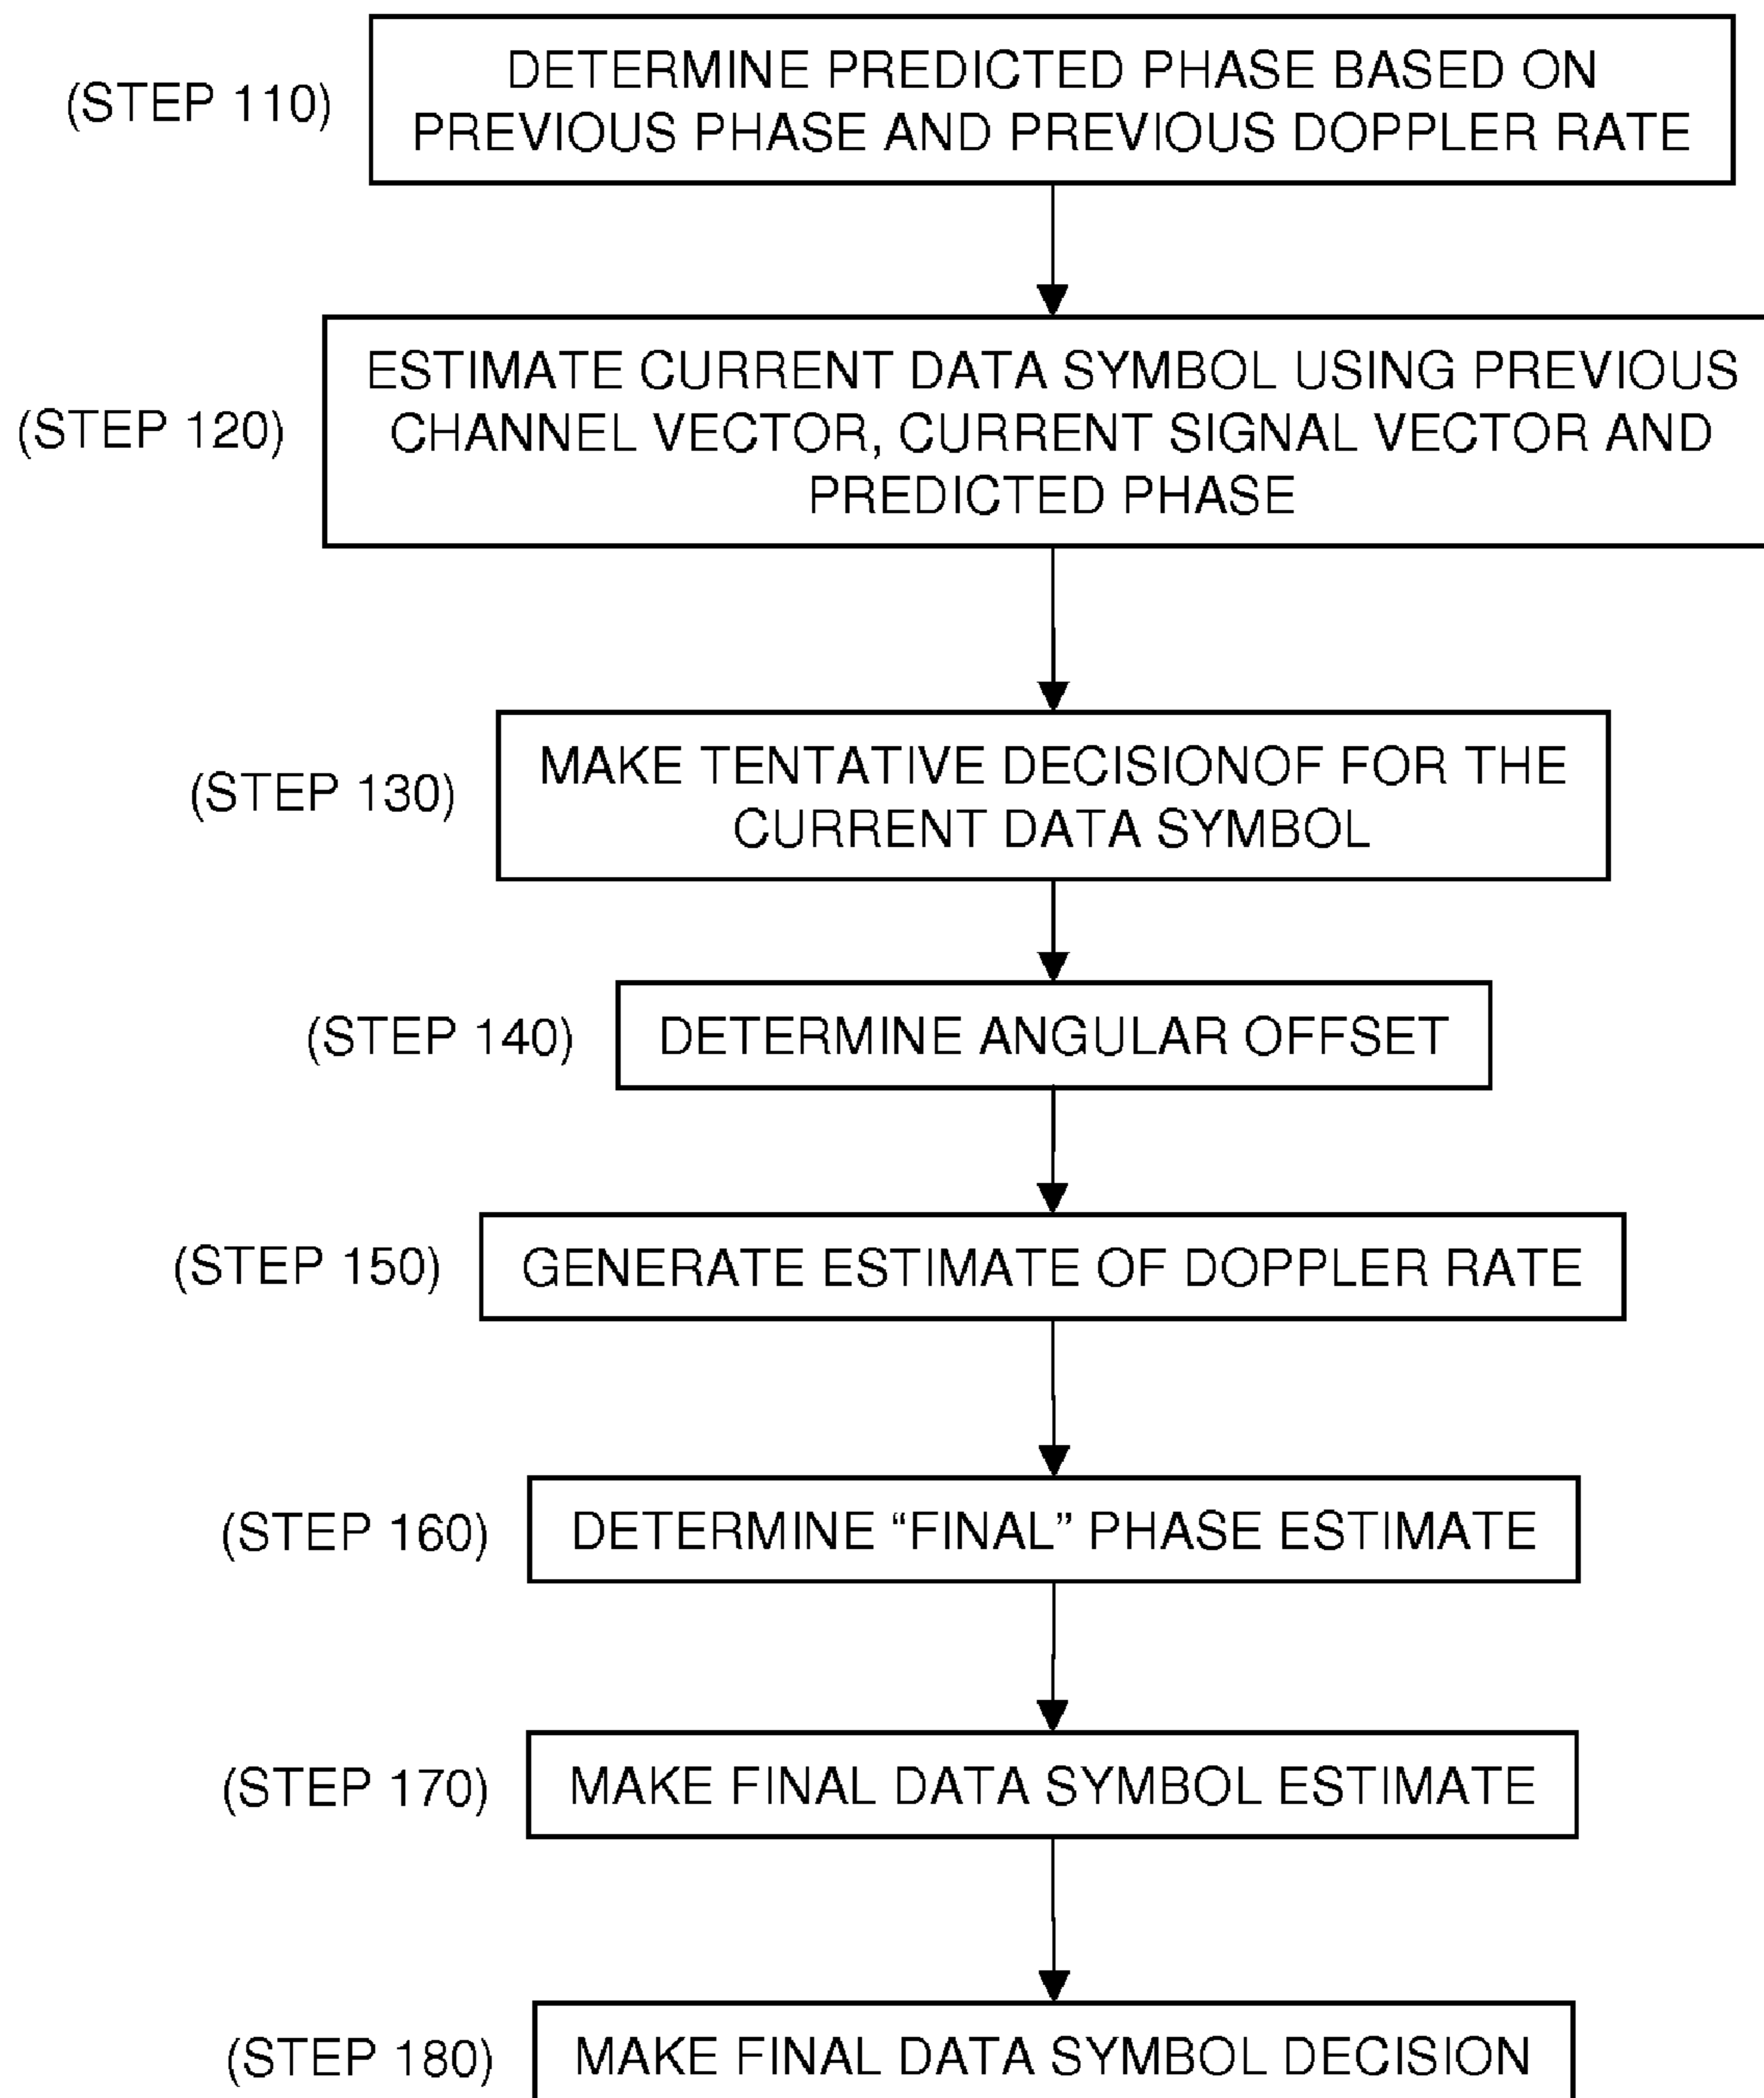 (STEP 110)
DETERMINE PREDICTED PHASE BASED ON
PREVIOUS PHASE AND PREVIOUS DOPPLER RATE
(STEP 120)
ESTIMATE CURRENT DATA SYMBOL USING PREVIOUS
CHANNEL VECTOR, CURRENT SIGNAL VECTOR AND
PREDICTED PHASE
(STEP 130)
MAKE TENTATIVE DECISIONOF FOR THE
CURRENT DATA SYMBOL
(STEP 140)
DETERMINE ANGULAR OFFSET
(STEP 150)
GENERATE ESTIMATE OF DOPPLER RATE
(STEP 160)
DETERMINE “FINAL” PHASE ESTIMATE
(STEP 170)
MAKE FINAL DATA SYMBOL ESTIMATE
(STEP 180)
MAKE FINAL DATA SYMBOL DECISION